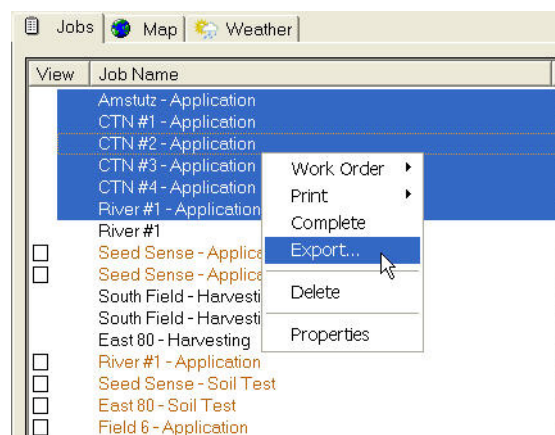 Jobs Map Weather
View Job Name
Amstutz - Application
CTN #1 - Application
CTN #2 - Application
CTN #3 - Application
CTN #4 - Application
River #1 - Application
River #1
Seed Sense - Applica
Seed Sense - Applica
South Field - Harvesti
South Field - Harvesti
East 80 - Harvesting
River #1 - Application
Seed Sense - Soil Test
East 80 - Soil Test
Field 6 - Application
Work Order
Print
Complete
Export...
Delete
Properties